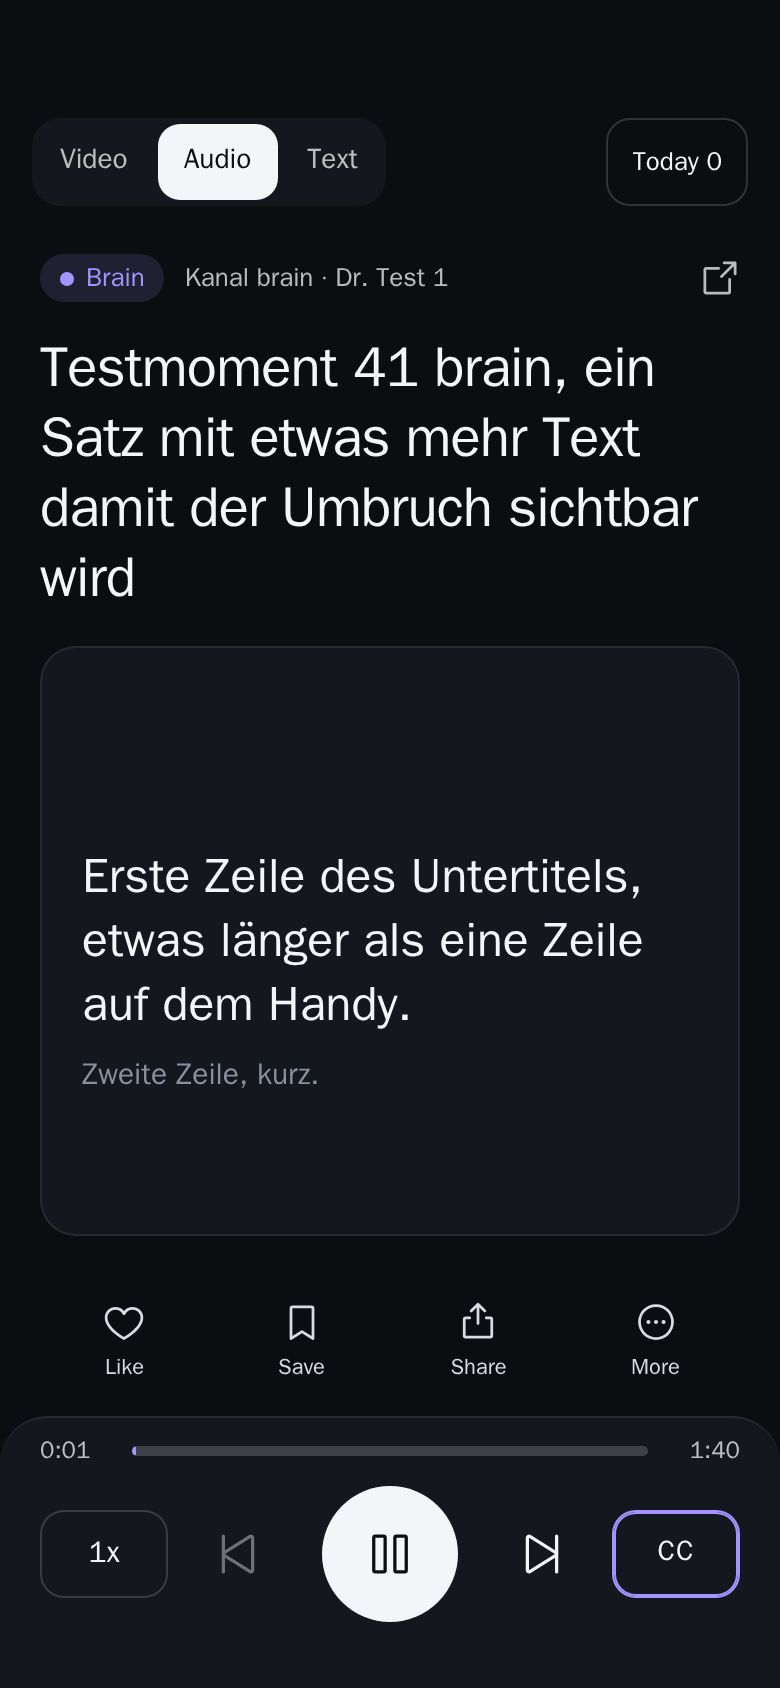 Video Audio Text Today 0
Brain Kanal brain · Dr. Test 1
Testmoment 41 brain, ein
Satz mit etwas mehr Text
damit der Umbruch sichtbar
wird
Erste Zeile des Untertitels,
etwas länger als eine Zeile
auf dem Handy.
Zweite Zeile, kurz.
Like Save Share More
0:01 1:40
1x CC